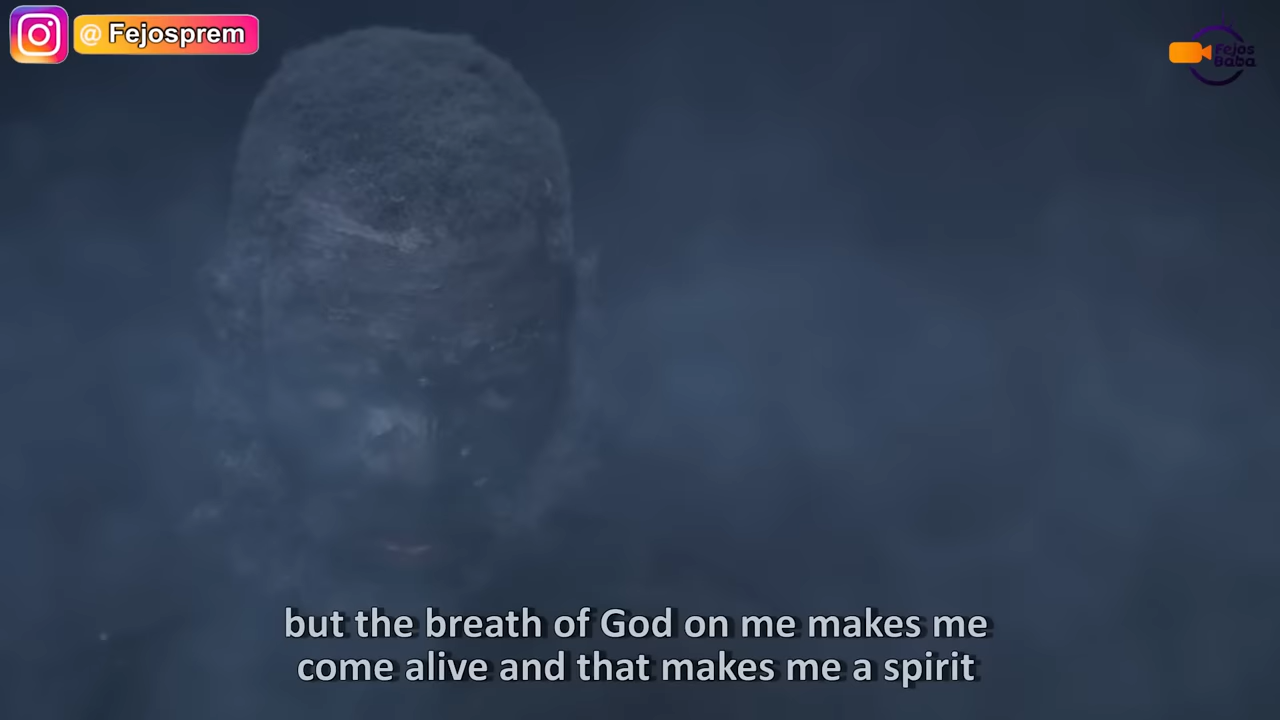 @ Fejosprem
Fejos
Baba
but the breath of God on me makes me
come alive and that makes me a spirit